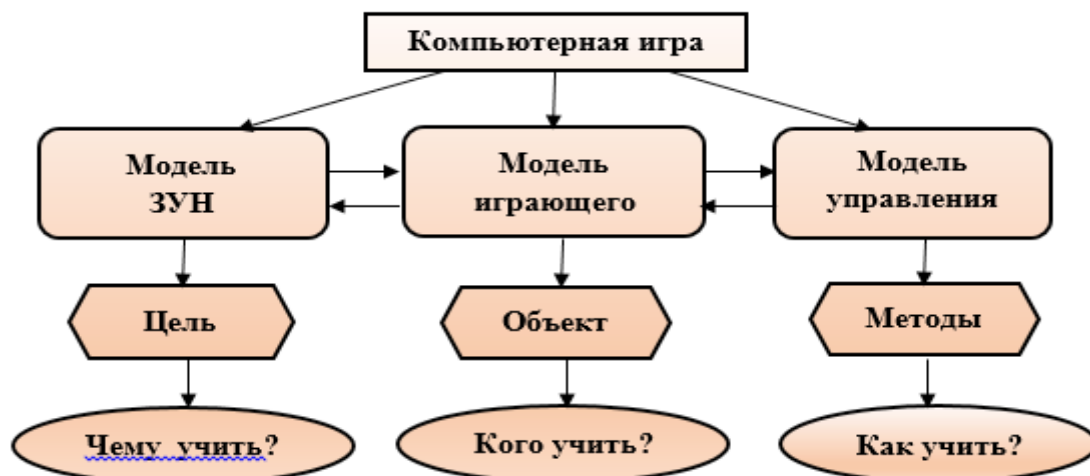 Компьютерная игра
Модель
ЗУН
Модель
играющего
Модель
управления
Цель
Объект
Методы
Чему учить?
Кого учить?
Как учить?